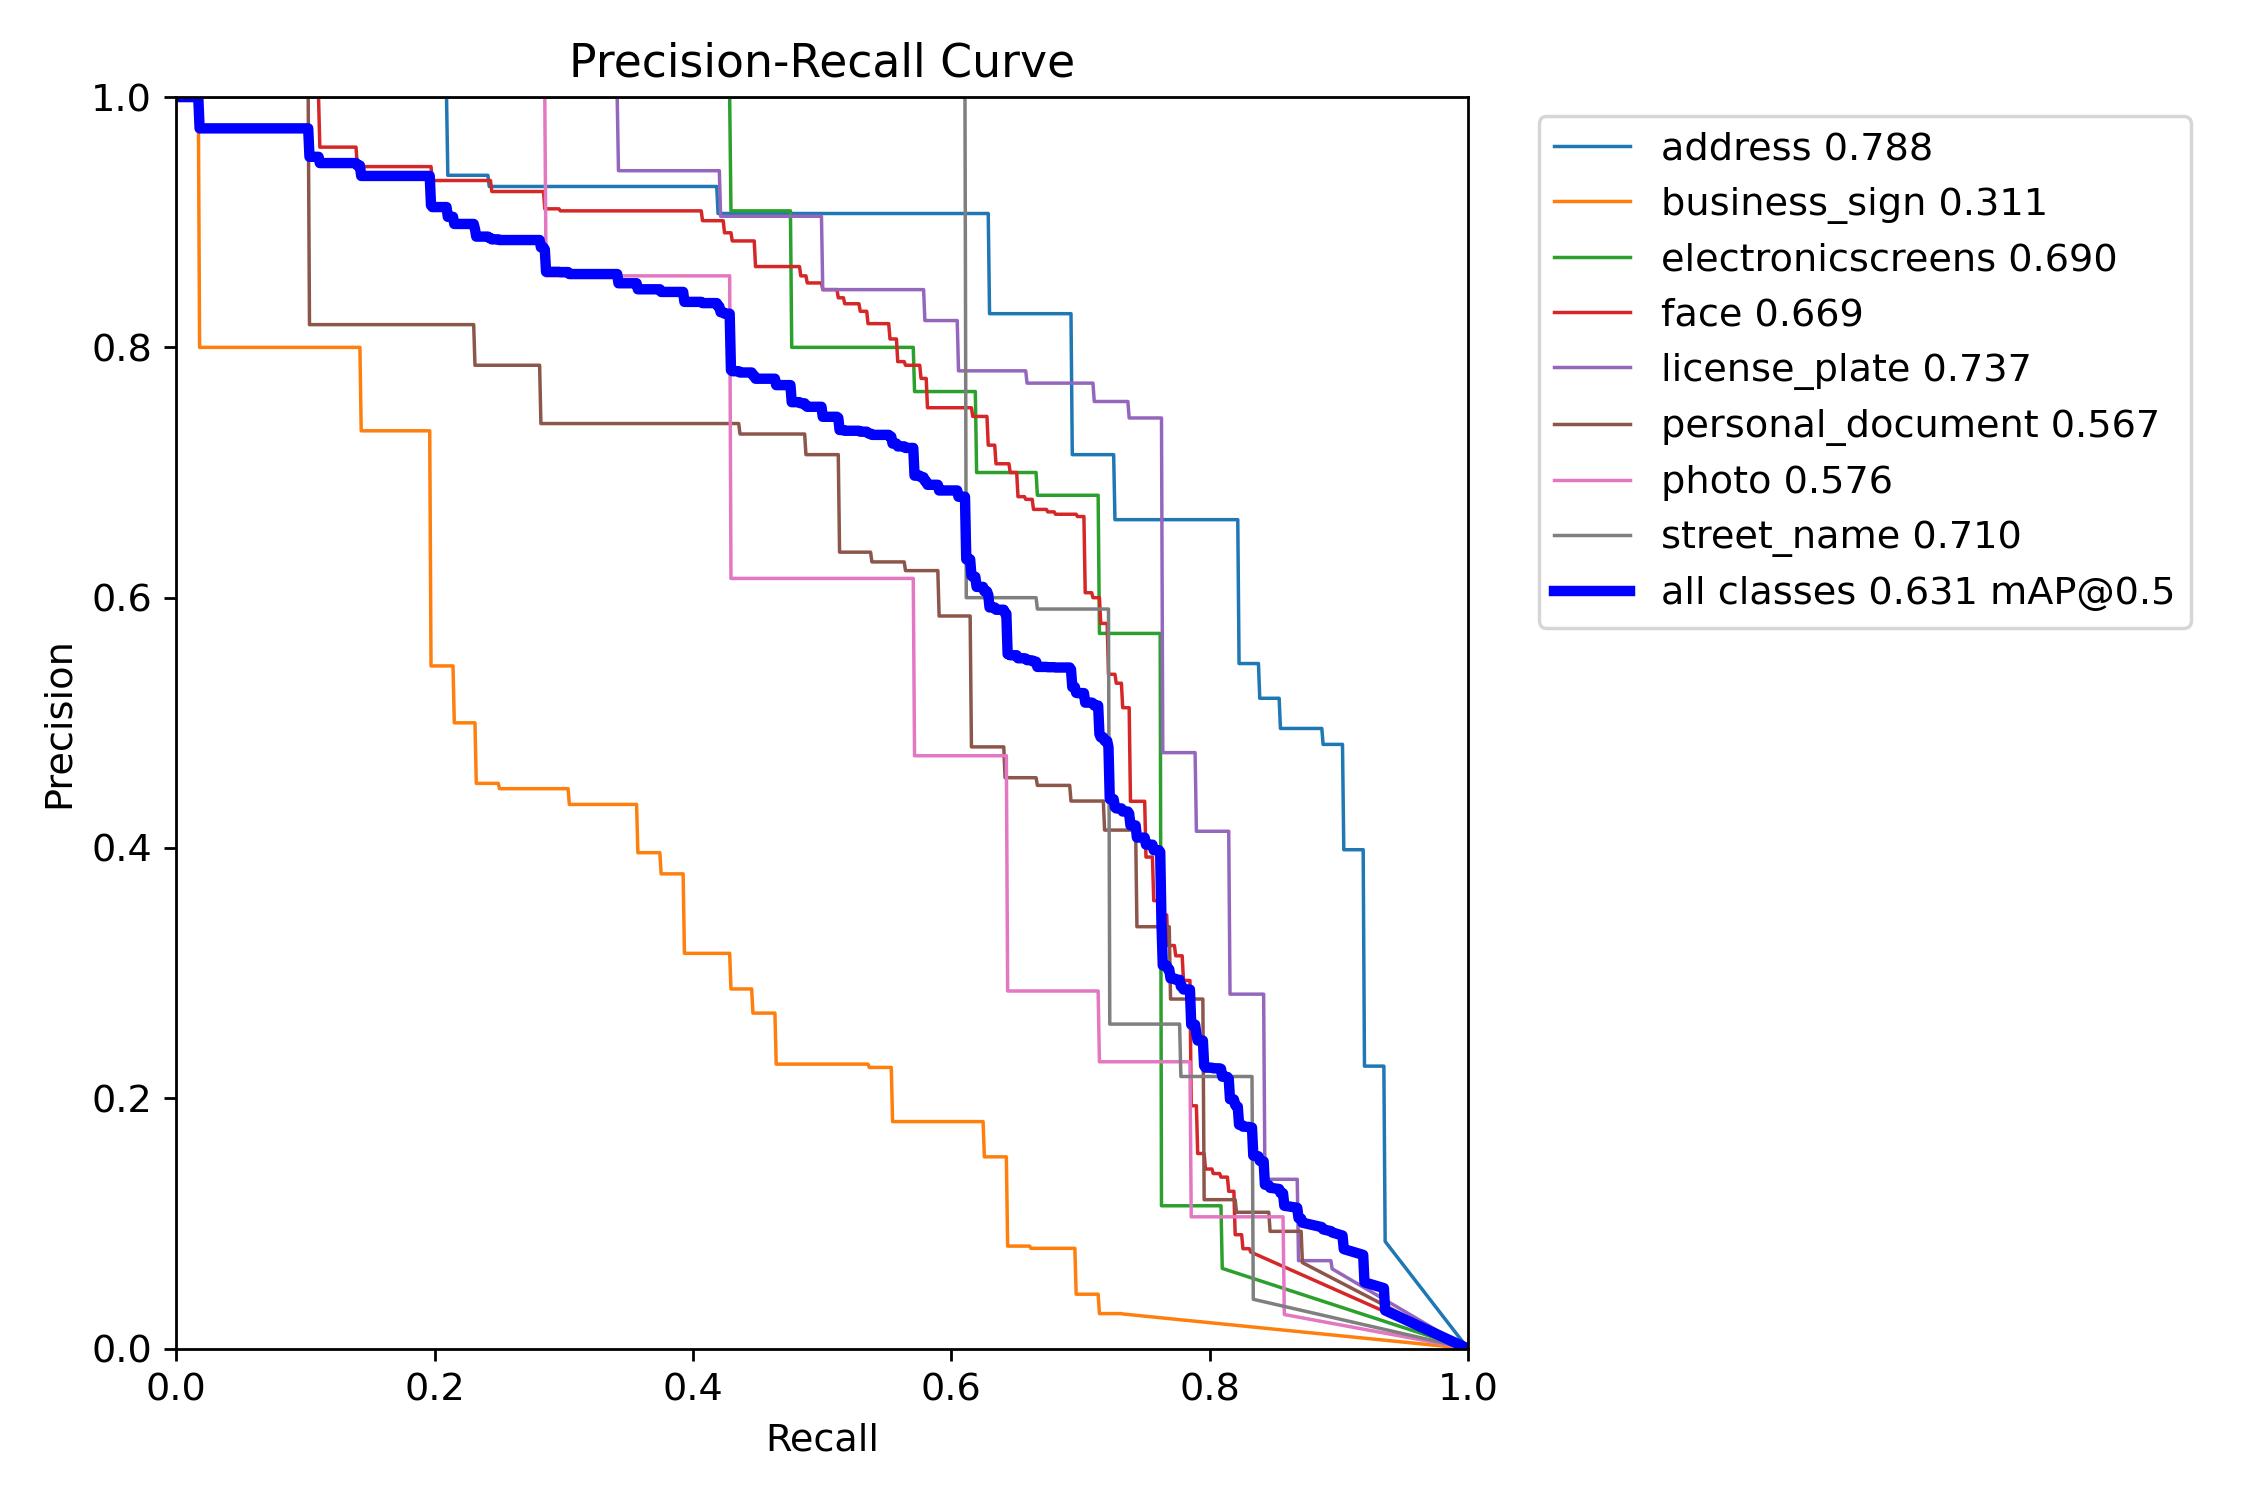 Precision-Recall Curve
1.0
0.8
0.6
0.4
0.2
0.0
Precision
0.0 0.2 0.4 0.6 0.8 1.0
Recall
address 0.788
business_sign 0.311
electronicscreens 0.690
face 0.669
license_plate 0.737
personal_document 0.567
photo 0.576
street_name 0.710
all classes 0.631 mAP@0.5